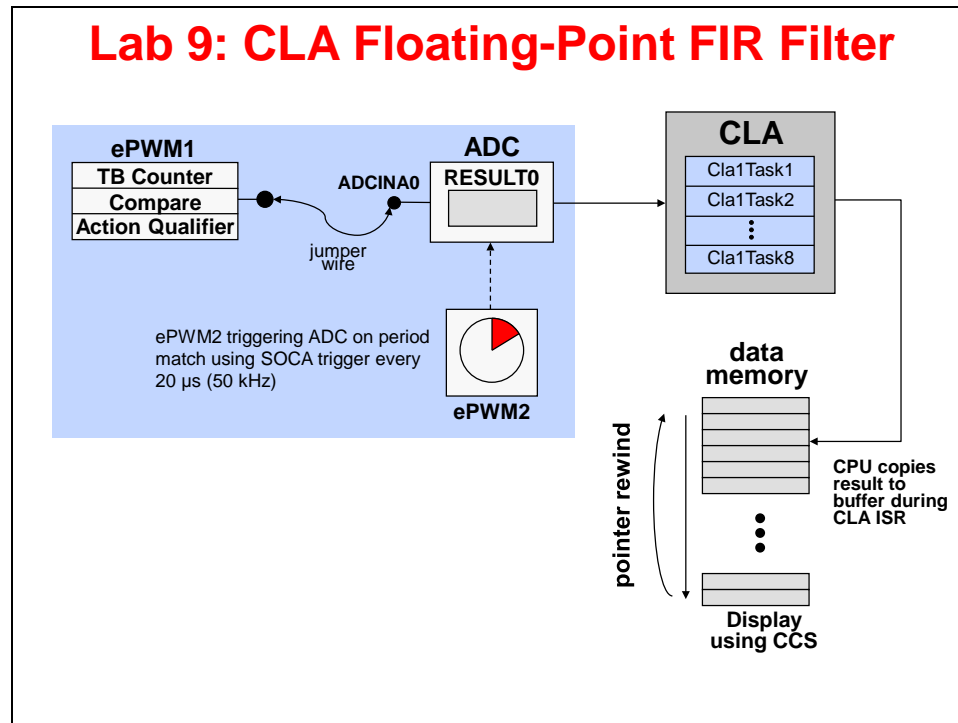 Lab 9: CLA Floating-Point FIR Filter
ePWM1
TB Counter
Compare
Action Qualifier
jumper
wire
ADCINA0
ADC
RESULT0
ePWM2 triggering ADC on period
match using SOCA trigger every
20 µs (50 kHz)
ePWM2
CLA
Cla1Task1
Cla1Task2
Cla1Task8
data
memory
pointer rewind
CPU copies
result to
buffer during
CLA ISR
Display
using CCS